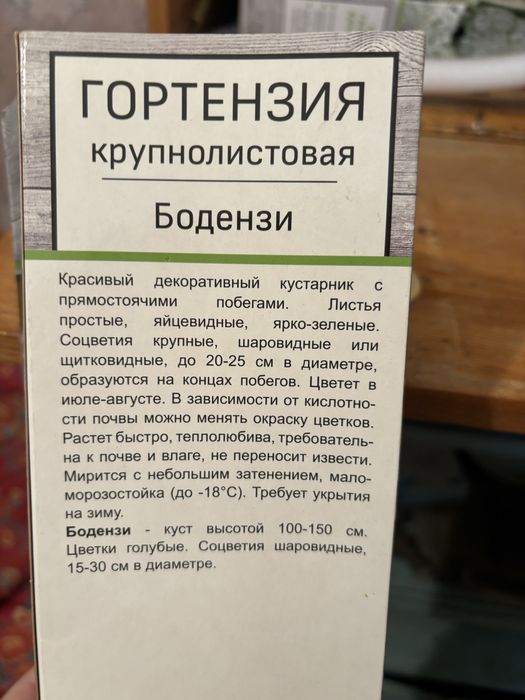 ГОРТЕНЗИЯ
крупнолистовая
Бодензи
Красивый декоративный кустарник с
прямостоячими побегами. Листья
простые, яйцевидные, ярко-зеленые.
Соцветия крупные, шаровидные или
щитковидные, до 20-25 см в диаметре,
образуются на концах побегов. Цветет в
июле-августе. В зависимости от кислотно-
сти почвы можно менять окраску цветков.
Растет быстро, теплолюбива, требователь-
на к почве и влаге, не переносит извести.
Мирится с небольшим затенением, мало-
морозостойка (до -18°С). Требует укрытия
на зиму.
Бодензи - куст высотой 100-150 см.
Цветки голубые. Соцветия шаровидные,
15-30 см в диаметре.